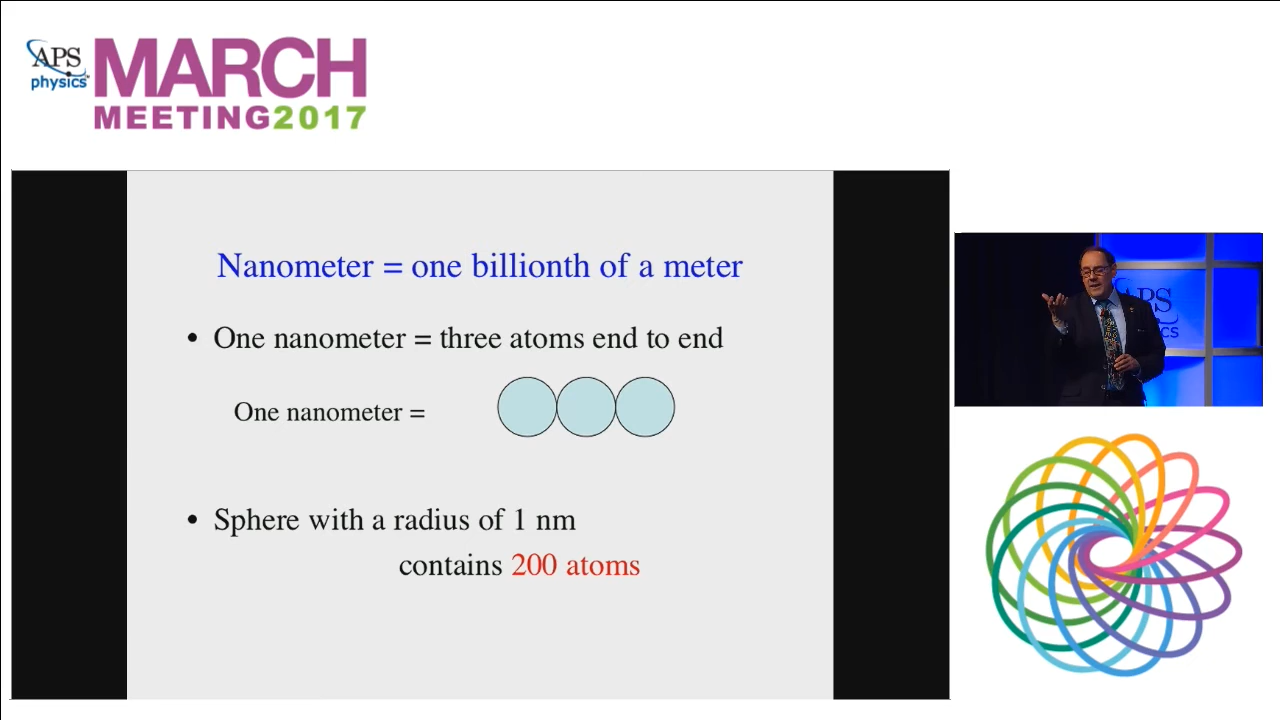 APS
physics
MARCH
MEETING2017
Nanometer = one billionth of a meter
• One nanometer = three atoms end to end
One nanometer =
• Sphere with a radius of 1 nm
contains 200 atoms
APS